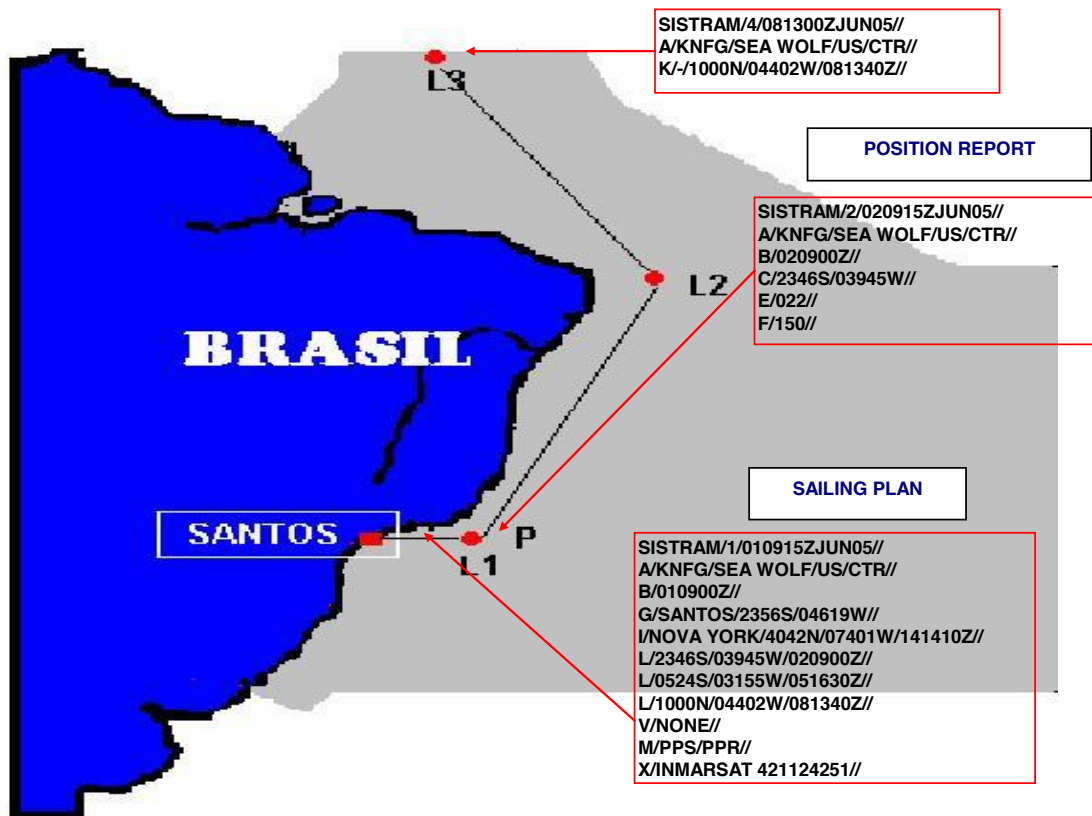 SISTRAM/4/081300ZJUN05//
A/KNFG/SEA WOLF/US/CTR//
K/-/1000N/04402W/081340Z//
L3
POSITION REPORT
SISTRAM/2/020915ZJUN05//
A/KNFG/SEA WOLF/US/CTR//
B/020900Z//
C/2346S/03945W//
E/022//
F/150//
L2
BRASIL
SAILING PLAN
SANTOS
P
L1
SISTRAM/1/010915ZJUN05//
A/KNFG/SEA WOLF/US/CTR//
B/010900Z//
G/SANTOS/2356S/04619W//
I/NOVA YORK/4042N/07401W/141410Z//
L/2346S/03945W/020900Z//
L/0524S/03155W/051630Z//
L/1000N/04402W/081340Z//
V/NONE//
M/PPS/PPR//
X/INMARSAT 421124251//